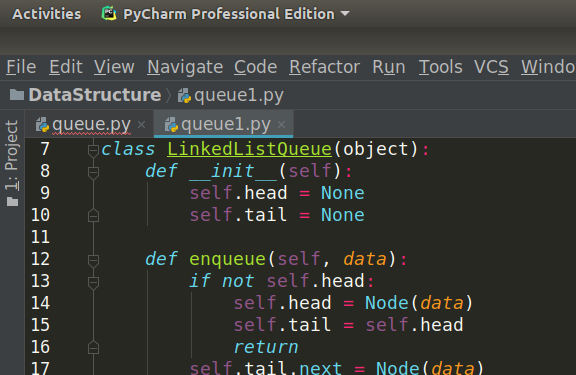 Activities PyCharm Professional Edition
File Edit View Navigate Code Refactor Run Tools VCS Windo
DataStructure queue1.py
queue.py × queue1.py ×
1: Project
7 class LinkedListQueue(object):
8 def __init__(self):
9 self.head = None
10 self.tail = None
11
12 def enqueue(self, data):
13 if not self.head:
14 self.head = Node(data)
15 self.tail = self.head
16 return
17 self.tail.next = Node(data)